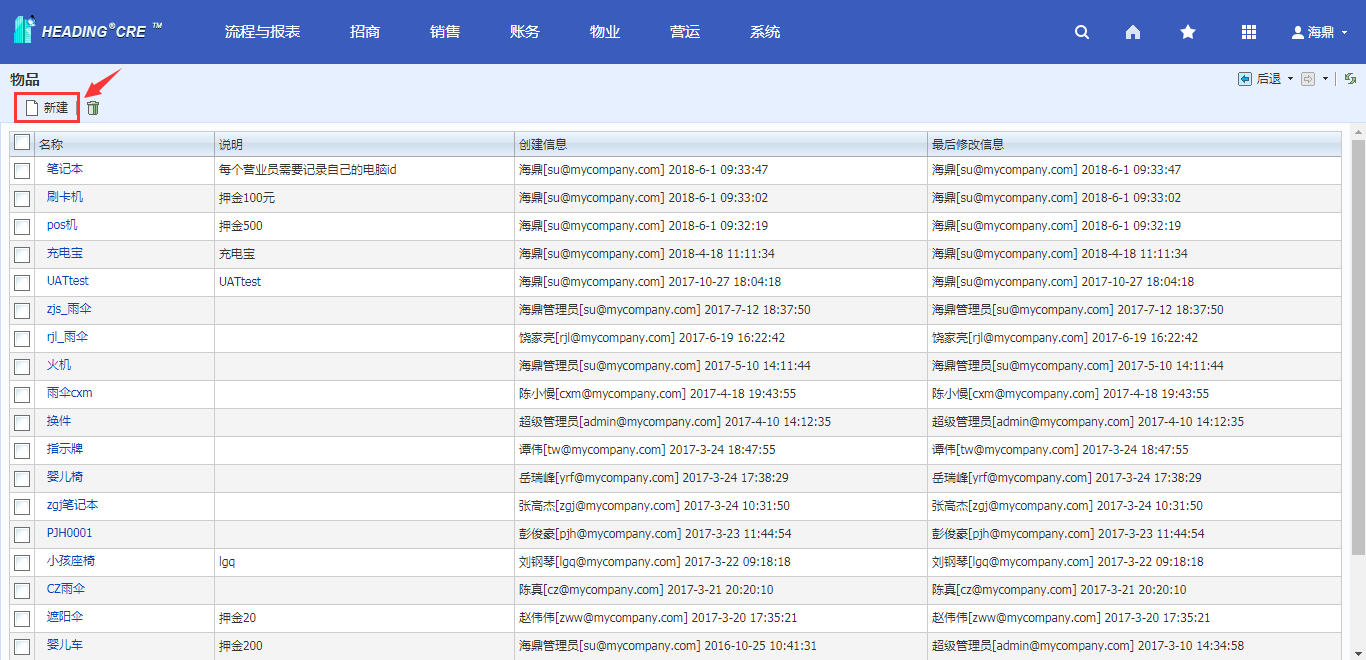 HEADING®CRE ™ 流程与报表 招商 销售 账务 物业 营运 系统 海鼎
物品 后退
新建
名称 说明 创建信息 最后修改信息
笔记本 每个营业员需要记录自己的电脑id 海鼎[su@mycompany.com] 2018-6-1 09:33:47 海鼎[su@mycompany.com] 2018-6-1 09:33:47
刷卡机 押金100元 海鼎[su@mycompany.com] 2018-6-1 09:33:02 海鼎[su@mycompany.com] 2018-6-1 09:33:02
pos机 押金500 海鼎[su@mycompany.com] 2018-6-1 09:32:19 海鼎[su@mycompany.com] 2018-6-1 09:32:19
充电宝 充电宝 海鼎[su@mycompany.com] 2018-4-18 11:11:34 海鼎[su@mycompany.com] 2018-4-18 11:11:34
UATtest UATtest 海鼎[su@mycompany.com] 2017-10-27 18:04:18 海鼎[su@mycompany.com] 2017-10-27 18:04:18
zjs_雨伞 海鼎管理员[su@mycompany.com] 2017-7-12 18:37:50 海鼎管理员[su@mycompany.com] 2017-7-12 18:37:50
rjl_雨伞 饶家亮[rjl@mycompany.com] 2017-6-19 16:22:42 饶家亮[rjl@mycompany.com] 2017-6-19 16:22:42
火机 海鼎管理员[su@mycompany.com] 2017-5-10 14:11:44 海鼎管理员[su@mycompany.com] 2017-5-10 14:11:44
雨伞cxm 陈小慢[cxm@mycompany.com] 2017-4-18 19:43:55 陈小慢[cxm@mycompany.com] 2017-4-18 19:43:55
换件 超级管理员[admin@mycompany.com] 2017-4-10 14:12:35 超级管理员[admin@mycompany.com] 2017-4-10 14:12:35
指示牌 谭伟[tw@mycompany.com] 2017-3-24 18:47:55 谭伟[tw@mycompany.com] 2017-3-24 18:47:55
婴儿椅 岳瑞峰[yrf@mycompany.com] 2017-3-24 17:38:29 岳瑞峰[yrf@mycompany.com] 2017-3-24 17:38:29
zgj笔记本 张高杰[zgj@mycompany.com] 2017-3-24 10:31:50 张高杰[zgj@mycompany.com] 2017-3-24 10:31:50
PJH0001 彭俊豪[pjh@mycompany.com] 2017-3-23 11:44:54 彭俊豪[pjh@mycompany.com] 2017-3-23 11:44:54
小孩座椅 lgq 刘钢琴[lgq@mycompany.com] 2017-3-22 09:18:18 刘钢琴[lgq@mycompany.com] 2017-3-22 09:18:18
CZ雨伞 陈真[cz@mycompany.com] 2017-3-21 20:20:10 陈真[cz@mycompany.com] 2017-3-21 20:20:10
遮阳伞 押金20 赵伟伟[zww@mycompany.com] 2017-3-20 17:35:21 赵伟伟[zww@mycompany.com] 2017-3-20 17:35:21
婴儿车 押金200 海鼎管理员[su@mycompany.com] 2016-10-25 10:41:31 超级管理员[admin@mycompany.com] 2017-3-10 14:34:58